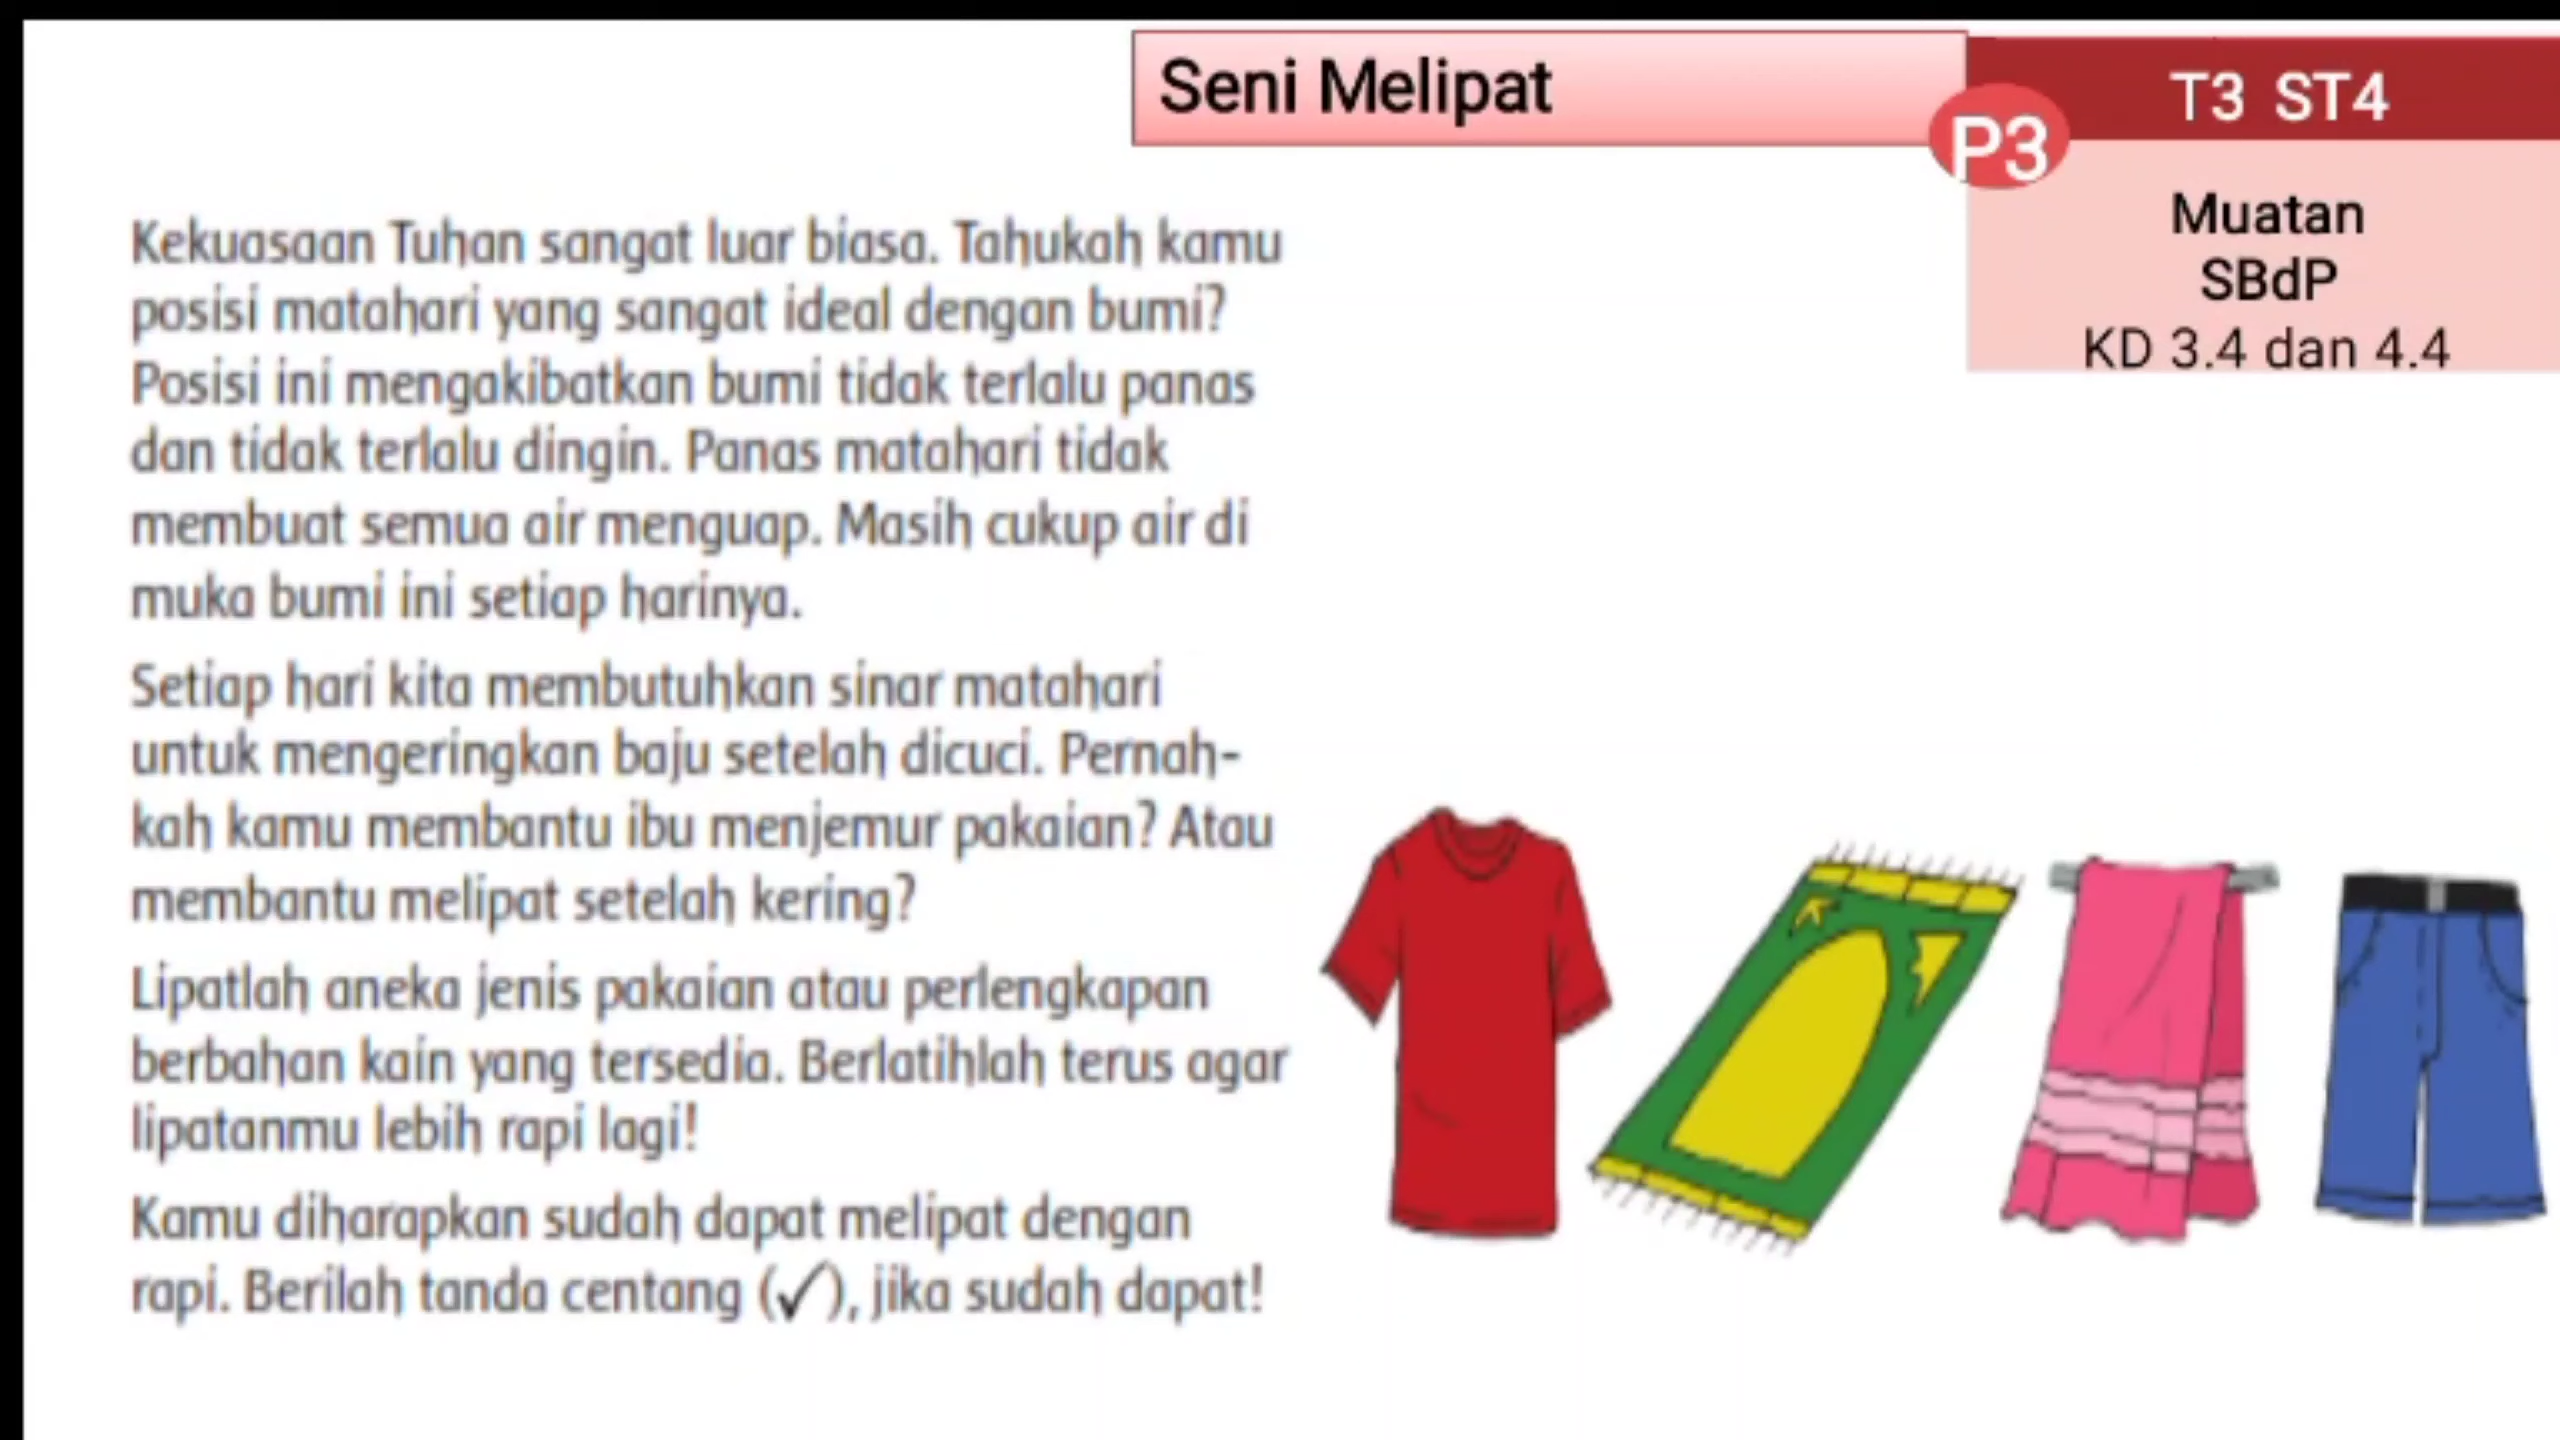 Seni Melipat
T3 ST4
P3
Muatan
SBdP
KD 3.4 dan 4.4
Kekuasaan Tuhan sangat luar biasa. Tahukah kamu
posisi matahari yang sangat ideal dengan bumi?
Posisi ini mengakibatkan bumi tidak terlalu panas
dan tidak terlalu dingin. Panas matahari tidak
membuat semua air menguap. Masih cukup air di
muka bumi ini setiap harinya.
Setiap hari kita membutuhkan sinar matahari
untuk mengeringkan baju setelah dicuci. Pernah-
kah kamu membantu ibu menjemur pakaian? Atau
membantu melipat setelah kering?
Lipatlah aneka jenis pakaian atau perlengkapan
berbahan kain yang tersedia. Berlatihlah terus agar
lipatanmu lebih rapi lagi!
Kamu diharapkan sudah dapat melipat dengan
rapi. Berilah tanda centang (✓), jika sudah dapat!